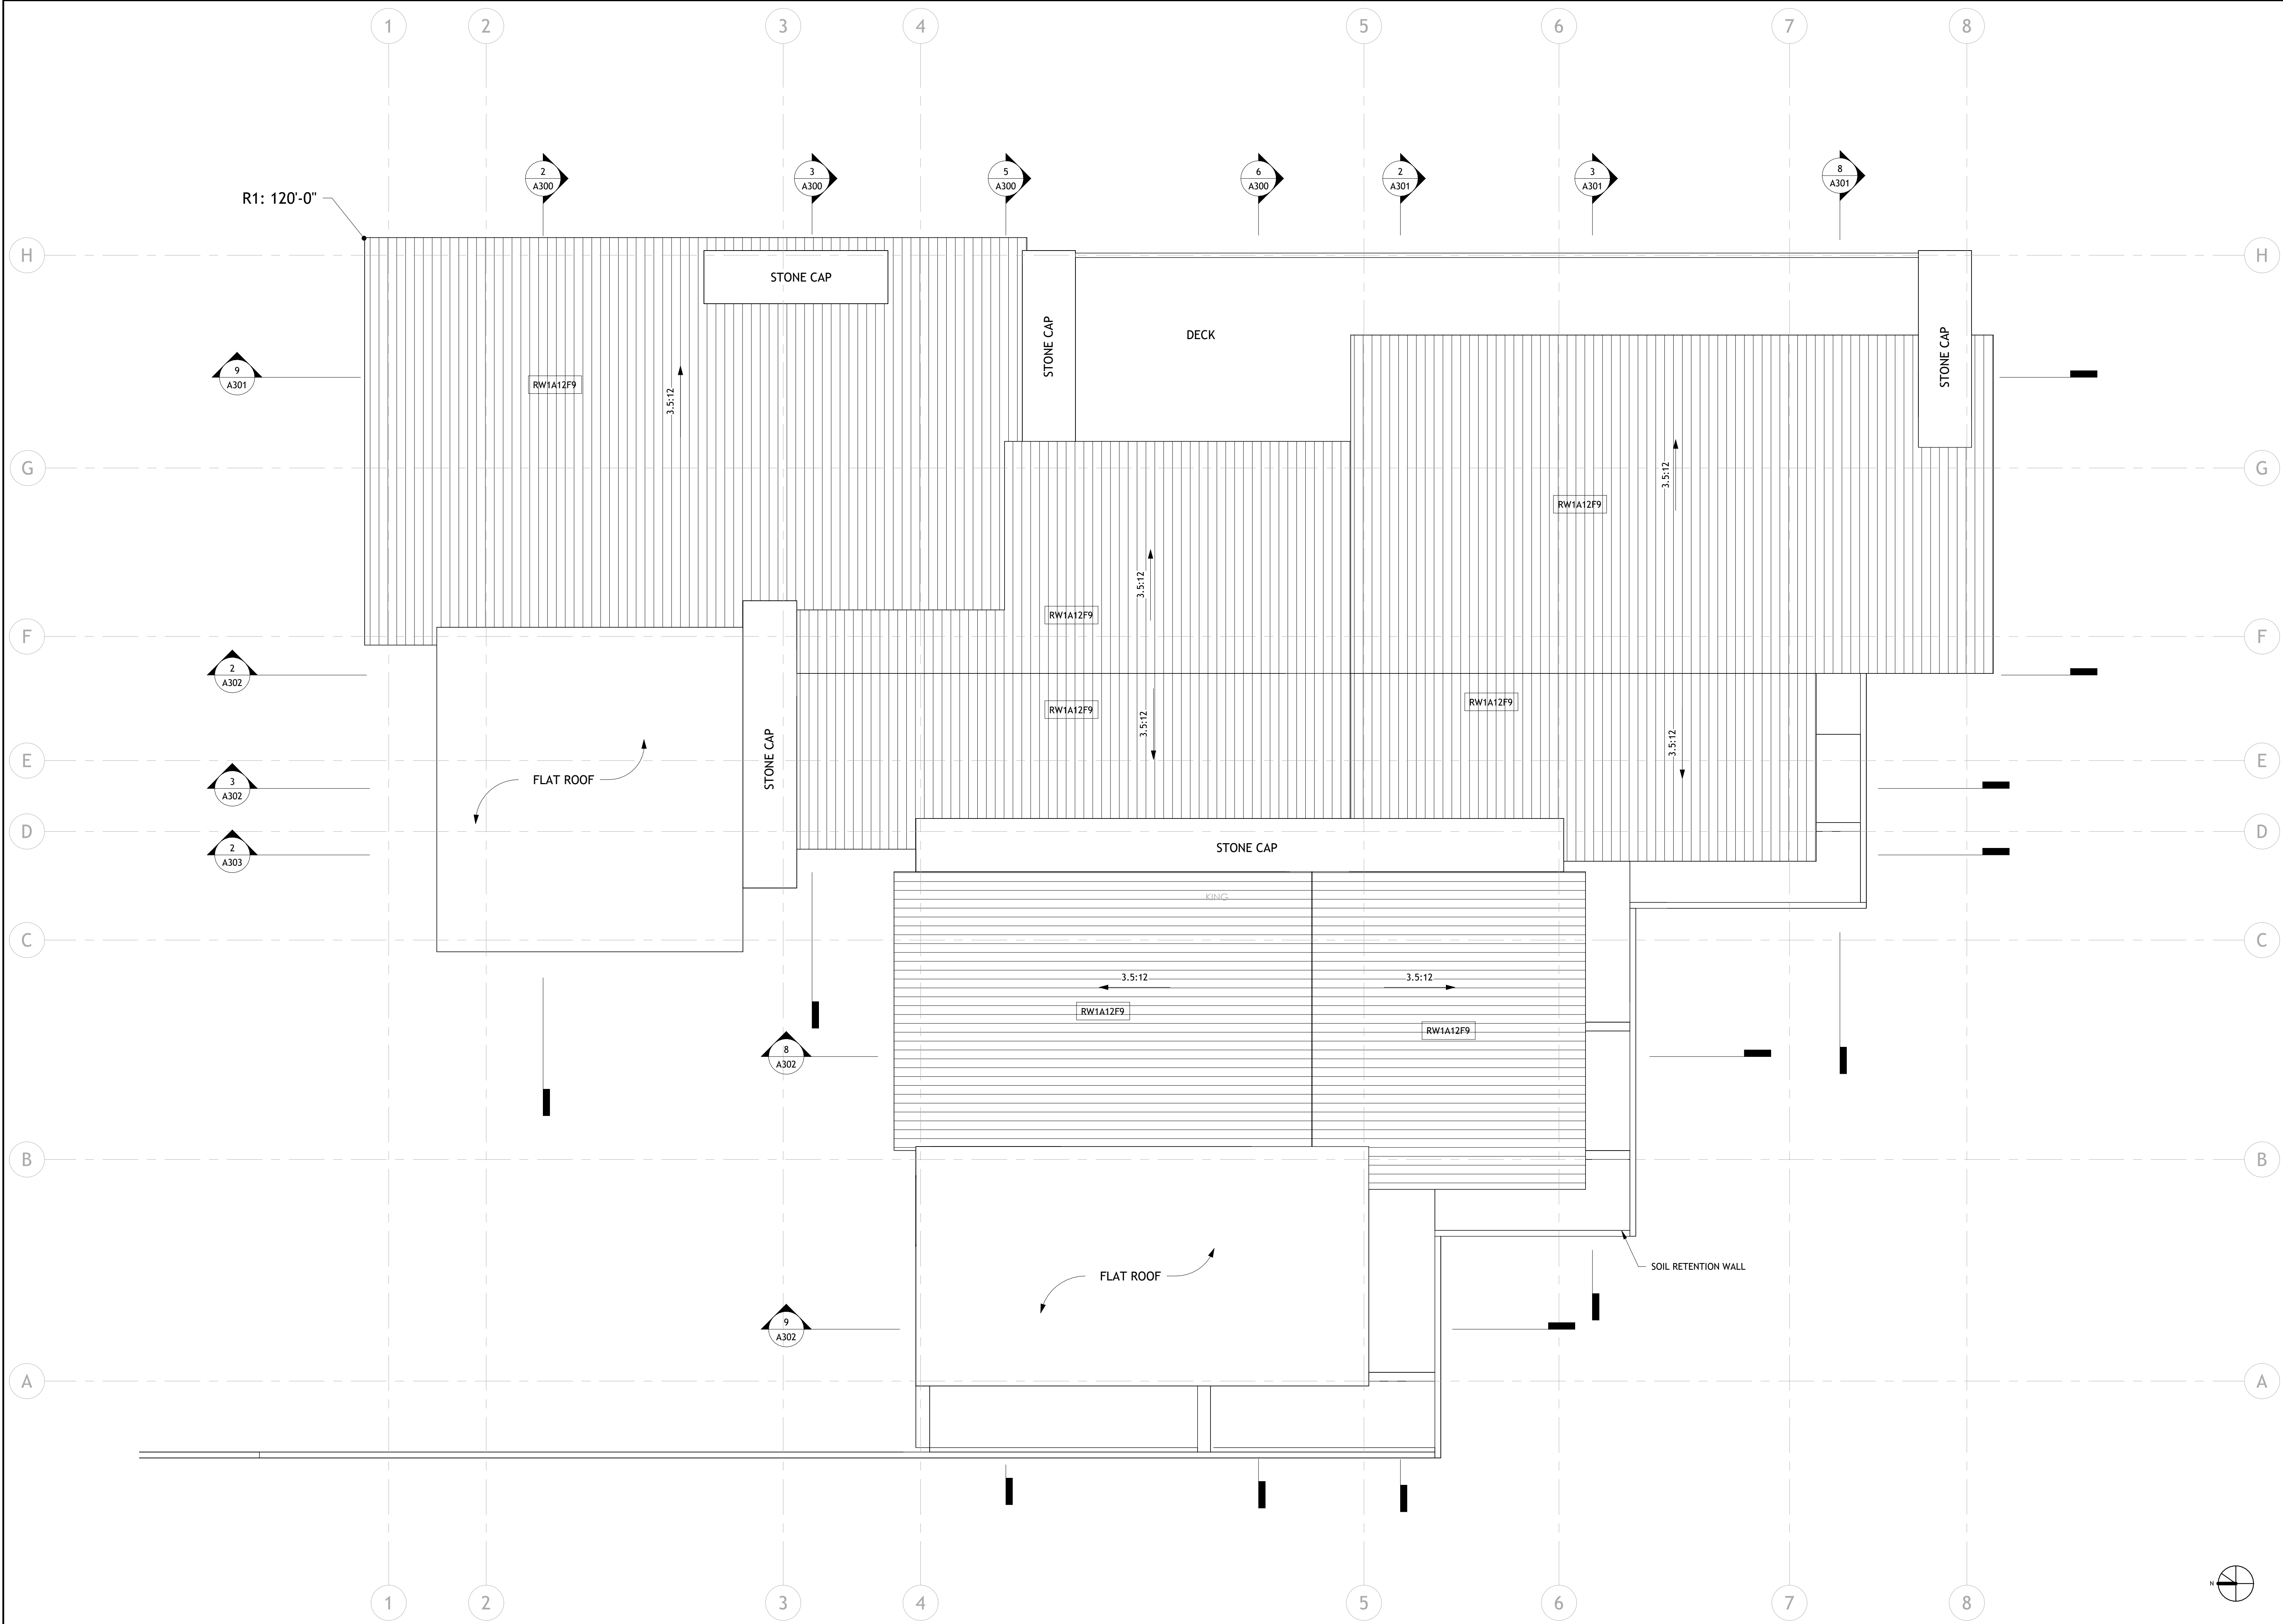 1 2 3 4 5 6 7 8
2 3 5 6 2 3 8
A300 A300 A300 A300 A301 A301 A301
R1: 120'-0"
H H
STONE CAP
STONE CAP
DECK
STONE CAP
9
A301
RW1A12F9
3.5:12
G G
3.5:12
RW1A12F9
3.5:12
RW1A12F9
F F
2
A302
RW1A12F9
RW1A12F9
3.5:12
3.5:12
STONE CAP
E E
FLAT ROOF
3
A302
D D
2
A303
STONE CAP
KING
C C
3.5:12 3.5:12
RW1A12F9
RW1A12F9
8
A302
B B
SOIL RETENTION WALL
FLAT ROOF
9
A302
A A
N
1 2 3 4 5 6 7 8